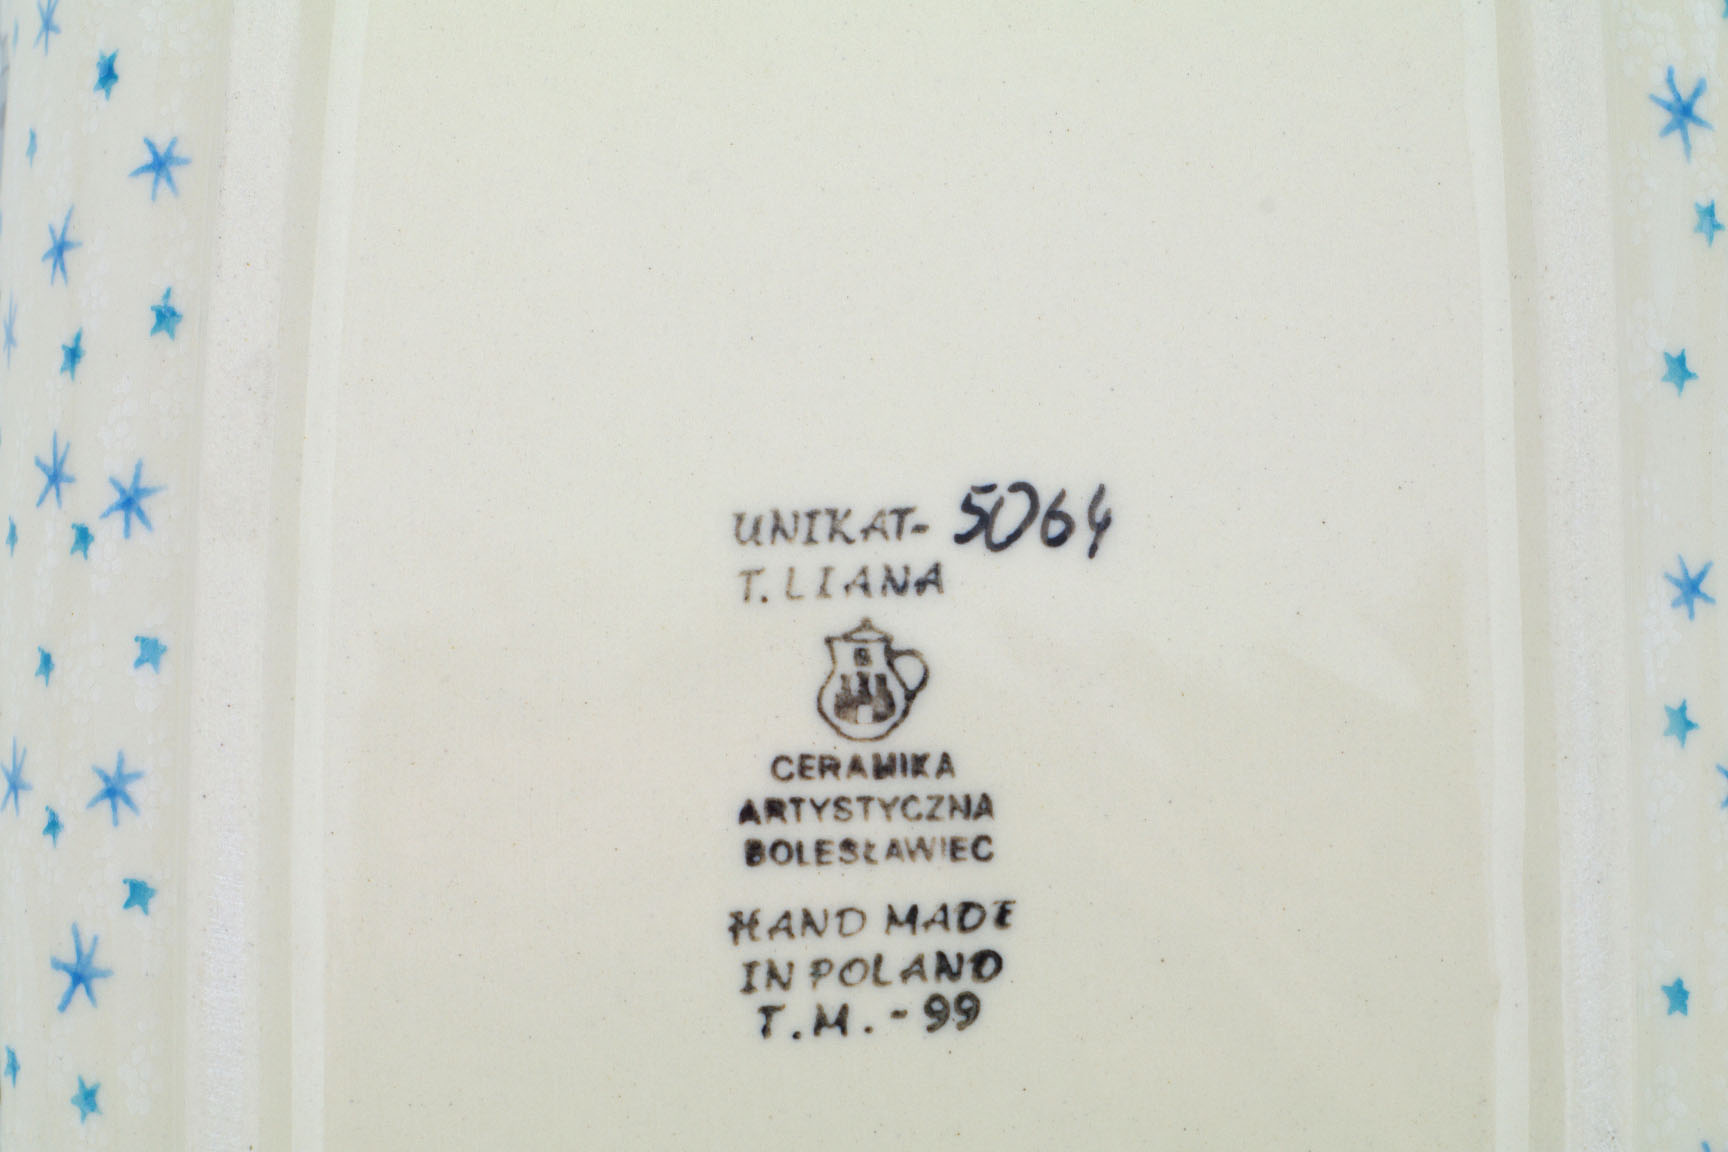 UNIKAT- 5064
T. LIANA
B
CERAMIKA
ARTYSTYCZNA
BOLESŁAWIEC
HAND MADE
IN POLAND
T.M.-99